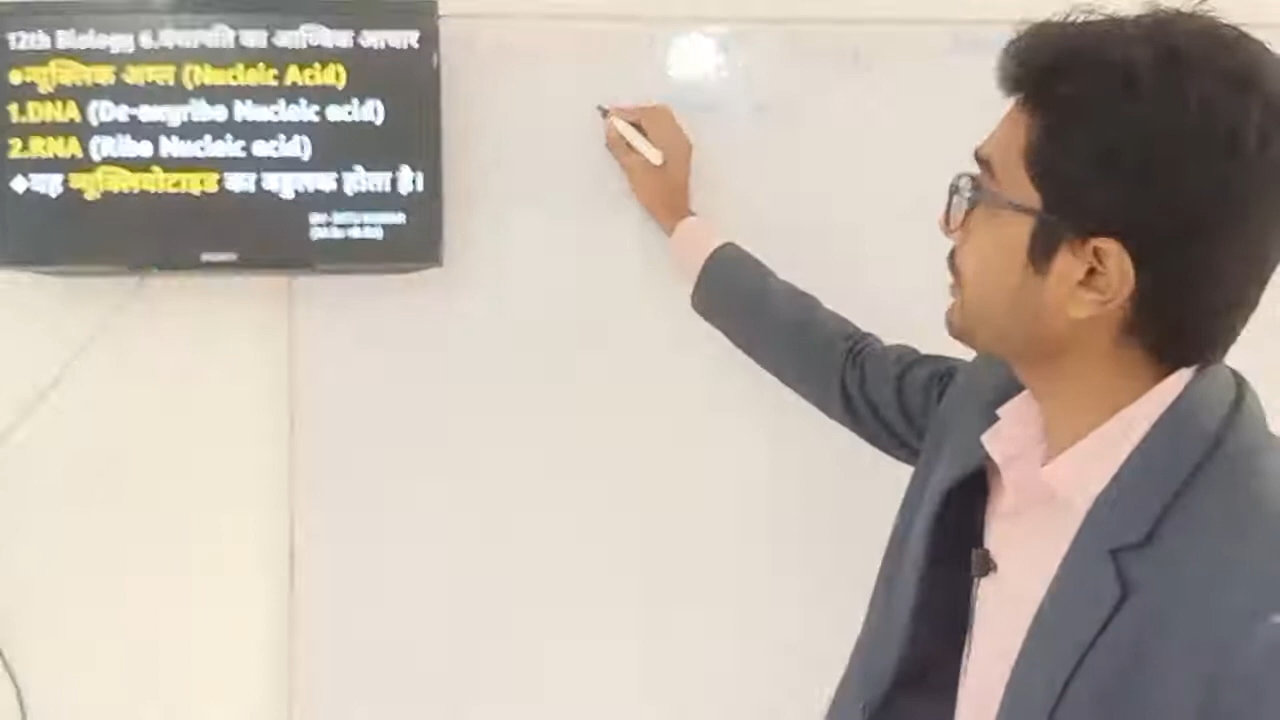 12th Biology 6.वंशागति का आण्विक आधार
●न्यूक्लिक अम्ल (Nucleic Acid)
1.DNA (De-oxyribo Nucleic acid)
2.RNA (Ribo Nucleic acid)
❖यह न्यूक्लियोटाइड का बहुलक होता है।